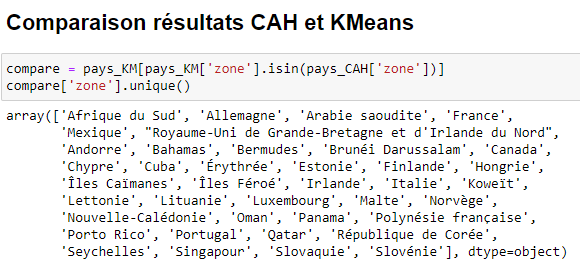 Comparaison résultats CAH et KMeans
compare = pays_KM[pays_KM['zone'].isin(pays_CAH['zone'])]
compare['zone'].unique()
array(['Afrique du Sud', 'Allemagne', 'Arabie saoudite', 'France',
'Mexique', "Royaume-Uni de Grande-Bretagne et d'Irlande du Nord",
'Andorre', 'Bahamas', 'Bermudes', 'Brunéi Darussalam', 'Canada',
'Chypre', 'Cuba', 'Érythrée', 'Estonie', 'Finlande', 'Hongrie',
'Îles Caïmanes', 'Îles Féroé', 'Irlande', 'Italie', 'Koweït',
'Lettonie', 'Lituanie', 'Luxembourg', 'Malte', 'Norvège',
'Nouvelle-Calédonie', 'Oman', 'Panama', 'Polynésie française',
'Porto Rico', 'Portugal', 'Qatar', 'République de Corée',
'Seychelles', 'Singapour', 'Slovaquie', 'Slovénie'], dtype=object)